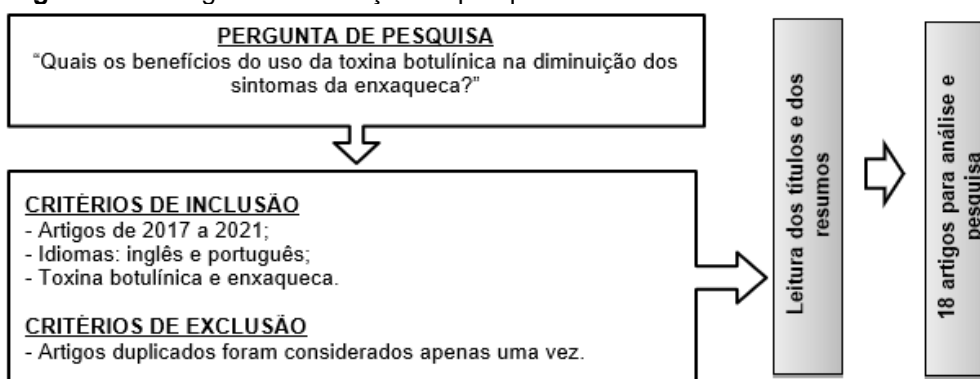 PERGUNTA DE PESQUISA
“Quais os benefícios do uso da toxina botulínica na diminuição dos
sintomas da enxaqueca?”
CRITÉRIOS DE INCLUSÃO
- Artigos de 2017 a 2021;
- Idiomas: inglês e português;
- Toxina botulínica e enxaqueca.
CRITÉRIOS DE EXCLUSÃO
- Artigos duplicados foram considerados apenas uma vez.
Leitura dos títulos e dos
resumos
18 artigos para análise e
pesquisa